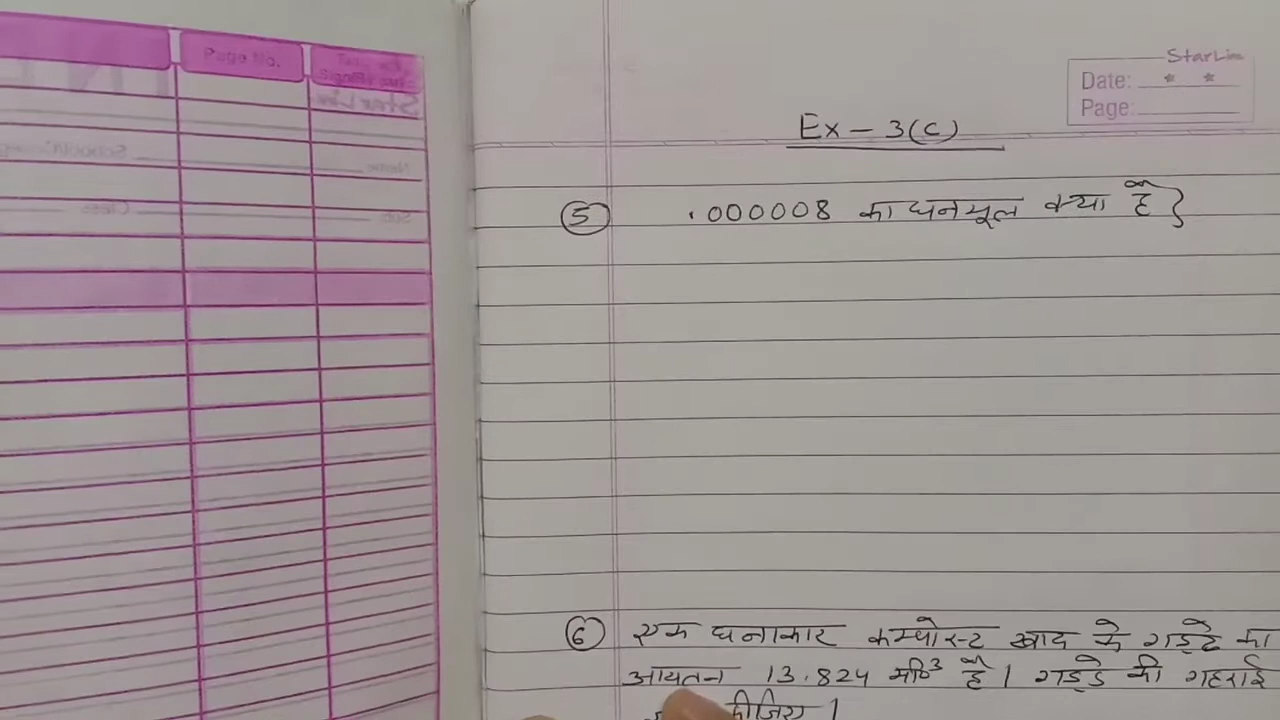 Page No.
StarLine
Date:
Page:
Ex - 3(c)
5 .000008 का घनमूल क्या है }
6 एक घनाकार कम्पोस्ट खाद के गड्ढे का
आयतन 13.824 मी०3 है। गड्डे की गहराई
कीजिए।